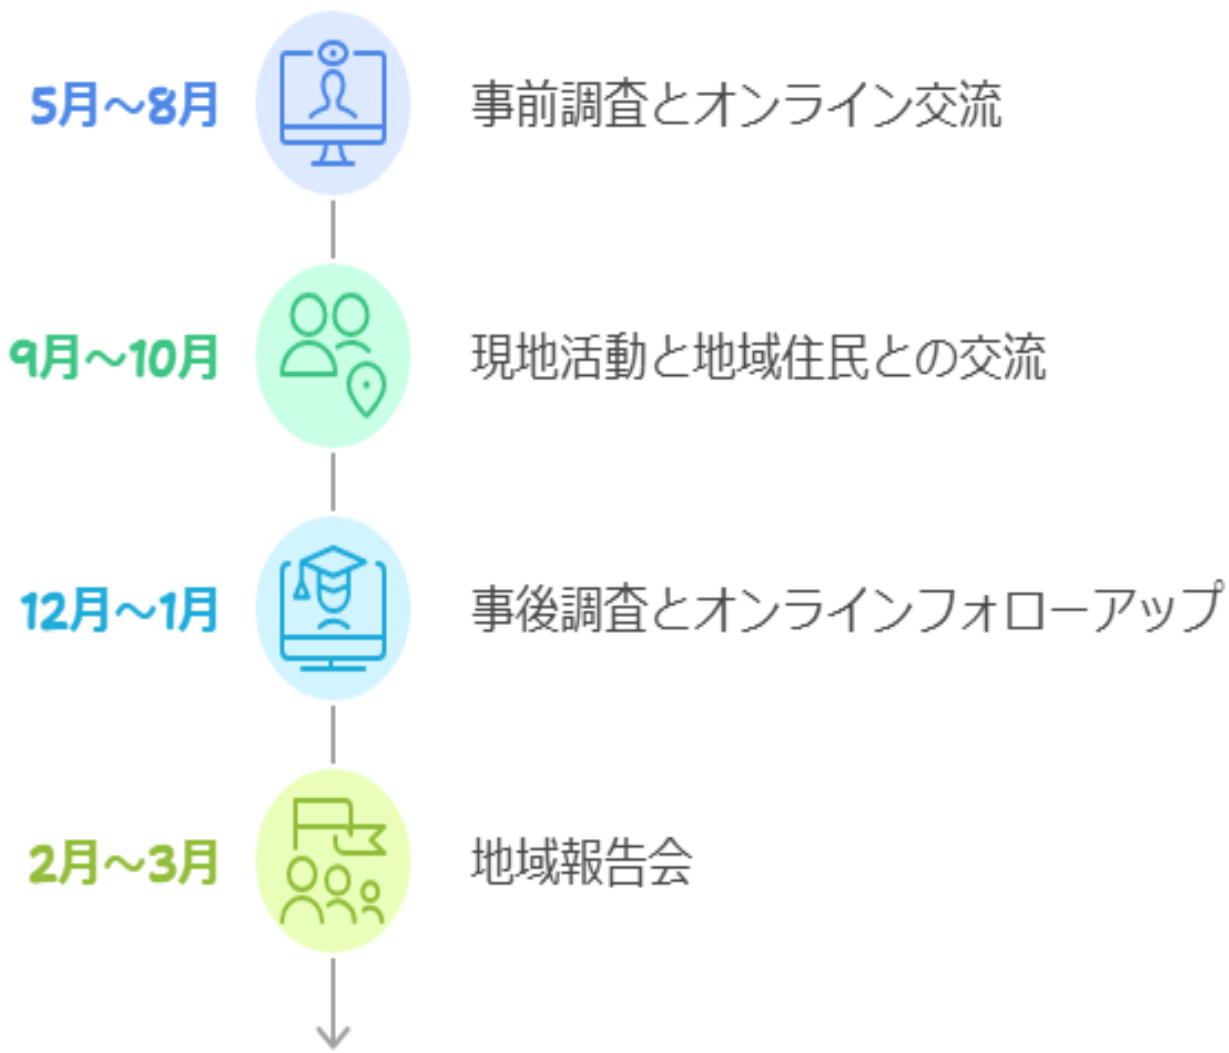 5月～8月 事前調査とオンライン交流
9月～10月 現地活動と地域住民との交流
12月～1月 事後調査とオンラインフォローアップ
2月～3月 地域報告会